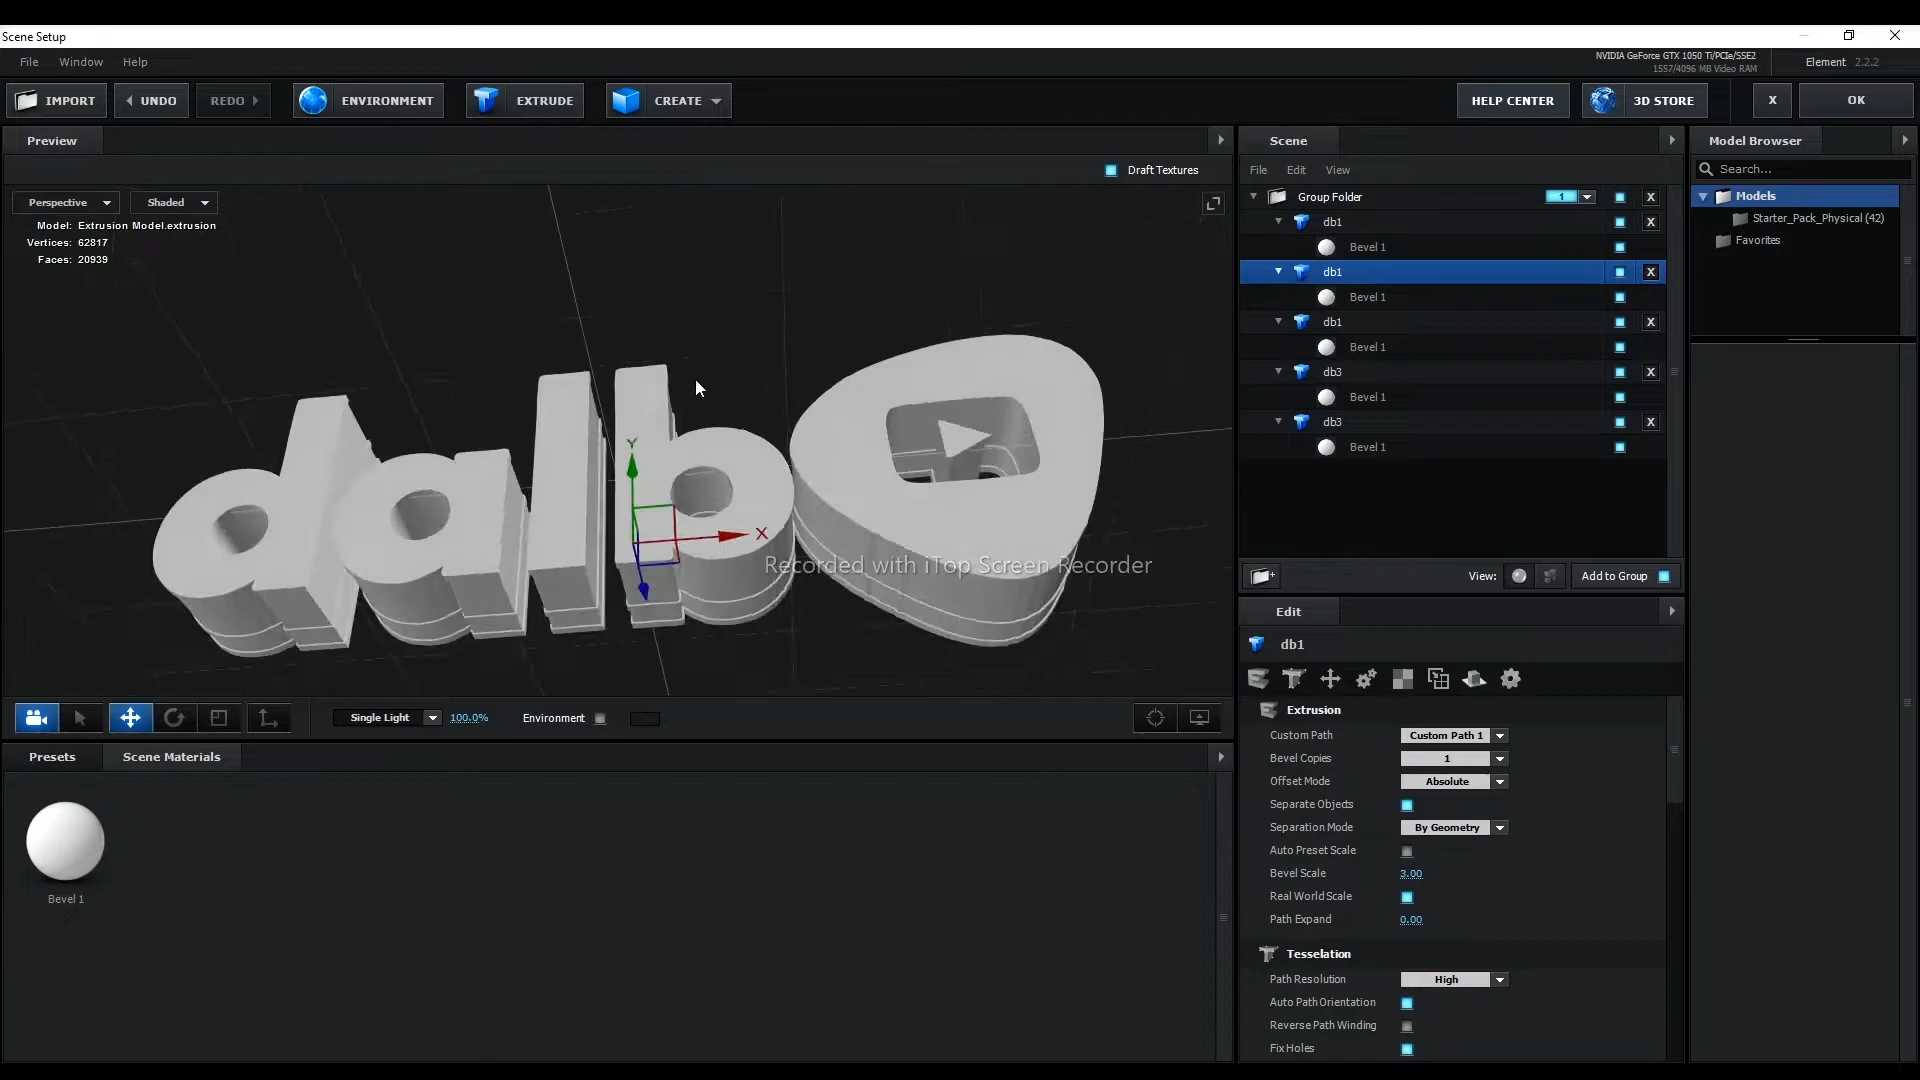 Scene Setup
File Window Help
NVIDIA GeForce GTX 1050 Ti/PCIe/SSE2
1557/4096 MB Video RAM
Element 2.2.2
IMPORT UNDO REDO ENVIRONMENT EXTRUDE CREATE HELP CENTER 3D STORE X OK
Preview
Draft Textures
Perspective Shaded
Model: Extrusion Model.extrusion
Vertices: 62817
Faces: 20939
dallb
Y
X
Recorded with iTop Screen Recorder
Single Light 100.0% Environment
Presets Scene Materials
Bevel 1
Scene
File Edit View
Group Folder 1 X
db1 X
Bevel 1
db1 X
Bevel 1
db1 X
Bevel 1
db3 X
Bevel 1
db3 X
Bevel 1
View: Add to Group
Edit
db1
Extrusion
Custom Path Custom Path 1
Bevel Copies 1
Offset Mode Absolute
Separate Objects
Separation Mode By Geometry
Auto Preset Scale
Bevel Scale 3.00
Real World Scale
Path Expand 0.00
Tesselation
Path Resolution High
Auto Path Orientation
Reverse Path Winding
Fix Holes
Model Browser
Search...
Models
Starter_Pack_Physical (42)
Favorites